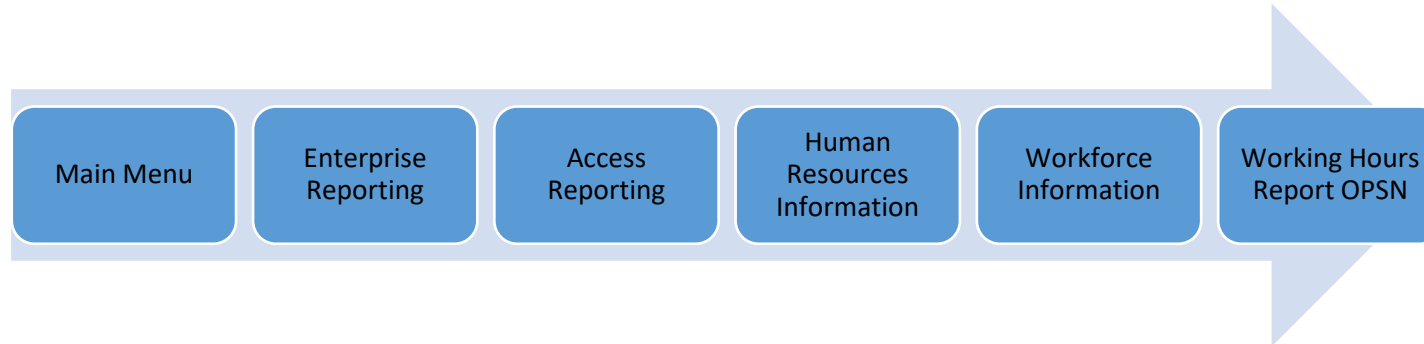 Main Menu
Enterprise
Reporting
Access
Reporting
Human
Resources
Information
Workforce
Information
Working Hours
Report OPSN